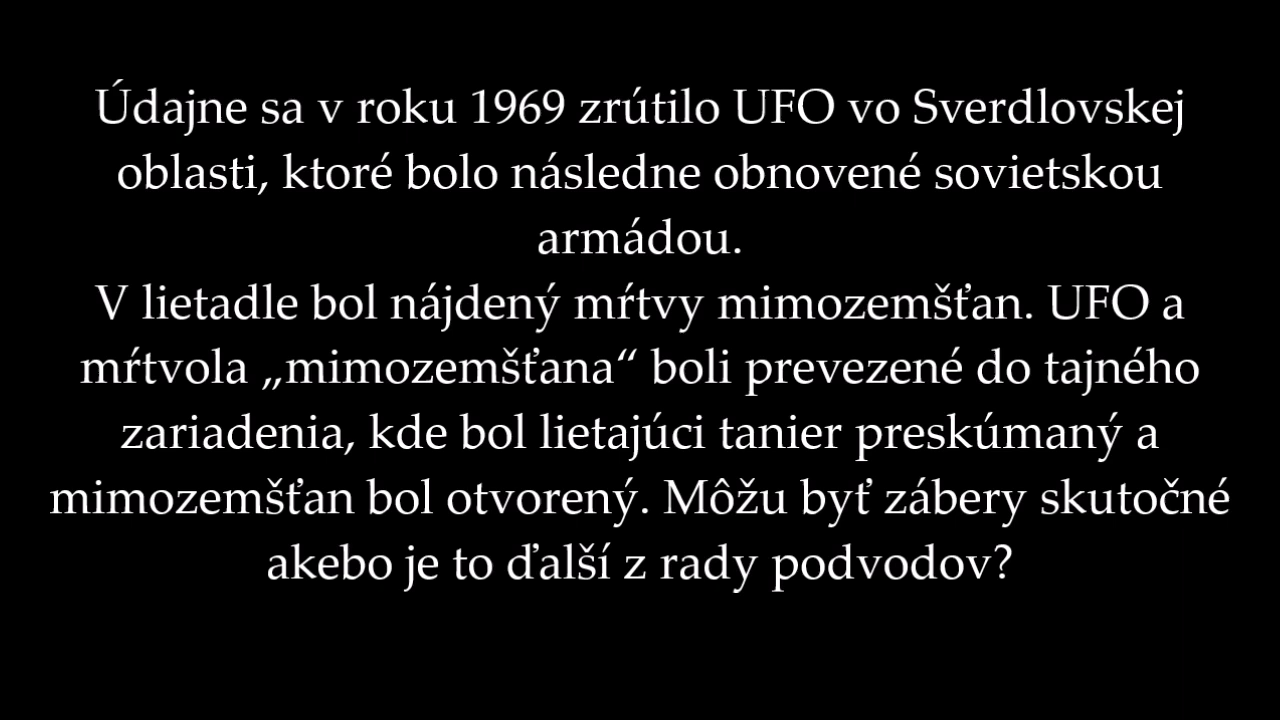 Údajne sa v roku 1969 zrútilo UFO vo Sverdlovskej
oblasti, ktoré bolo následne obnovené sovietskou
armádou.
V lietadle bol nájdený mŕtvy mimozemšťan. UFO a
mŕtvola „mimozemšťana“ boli prevezené do tajného
zariadenia, kde bol lietajúci tanier preskúmaný a
mimozemšťan bol otvorený. Môžu byť zábery skutočné
akebo je to ďalší z rady podvodov?